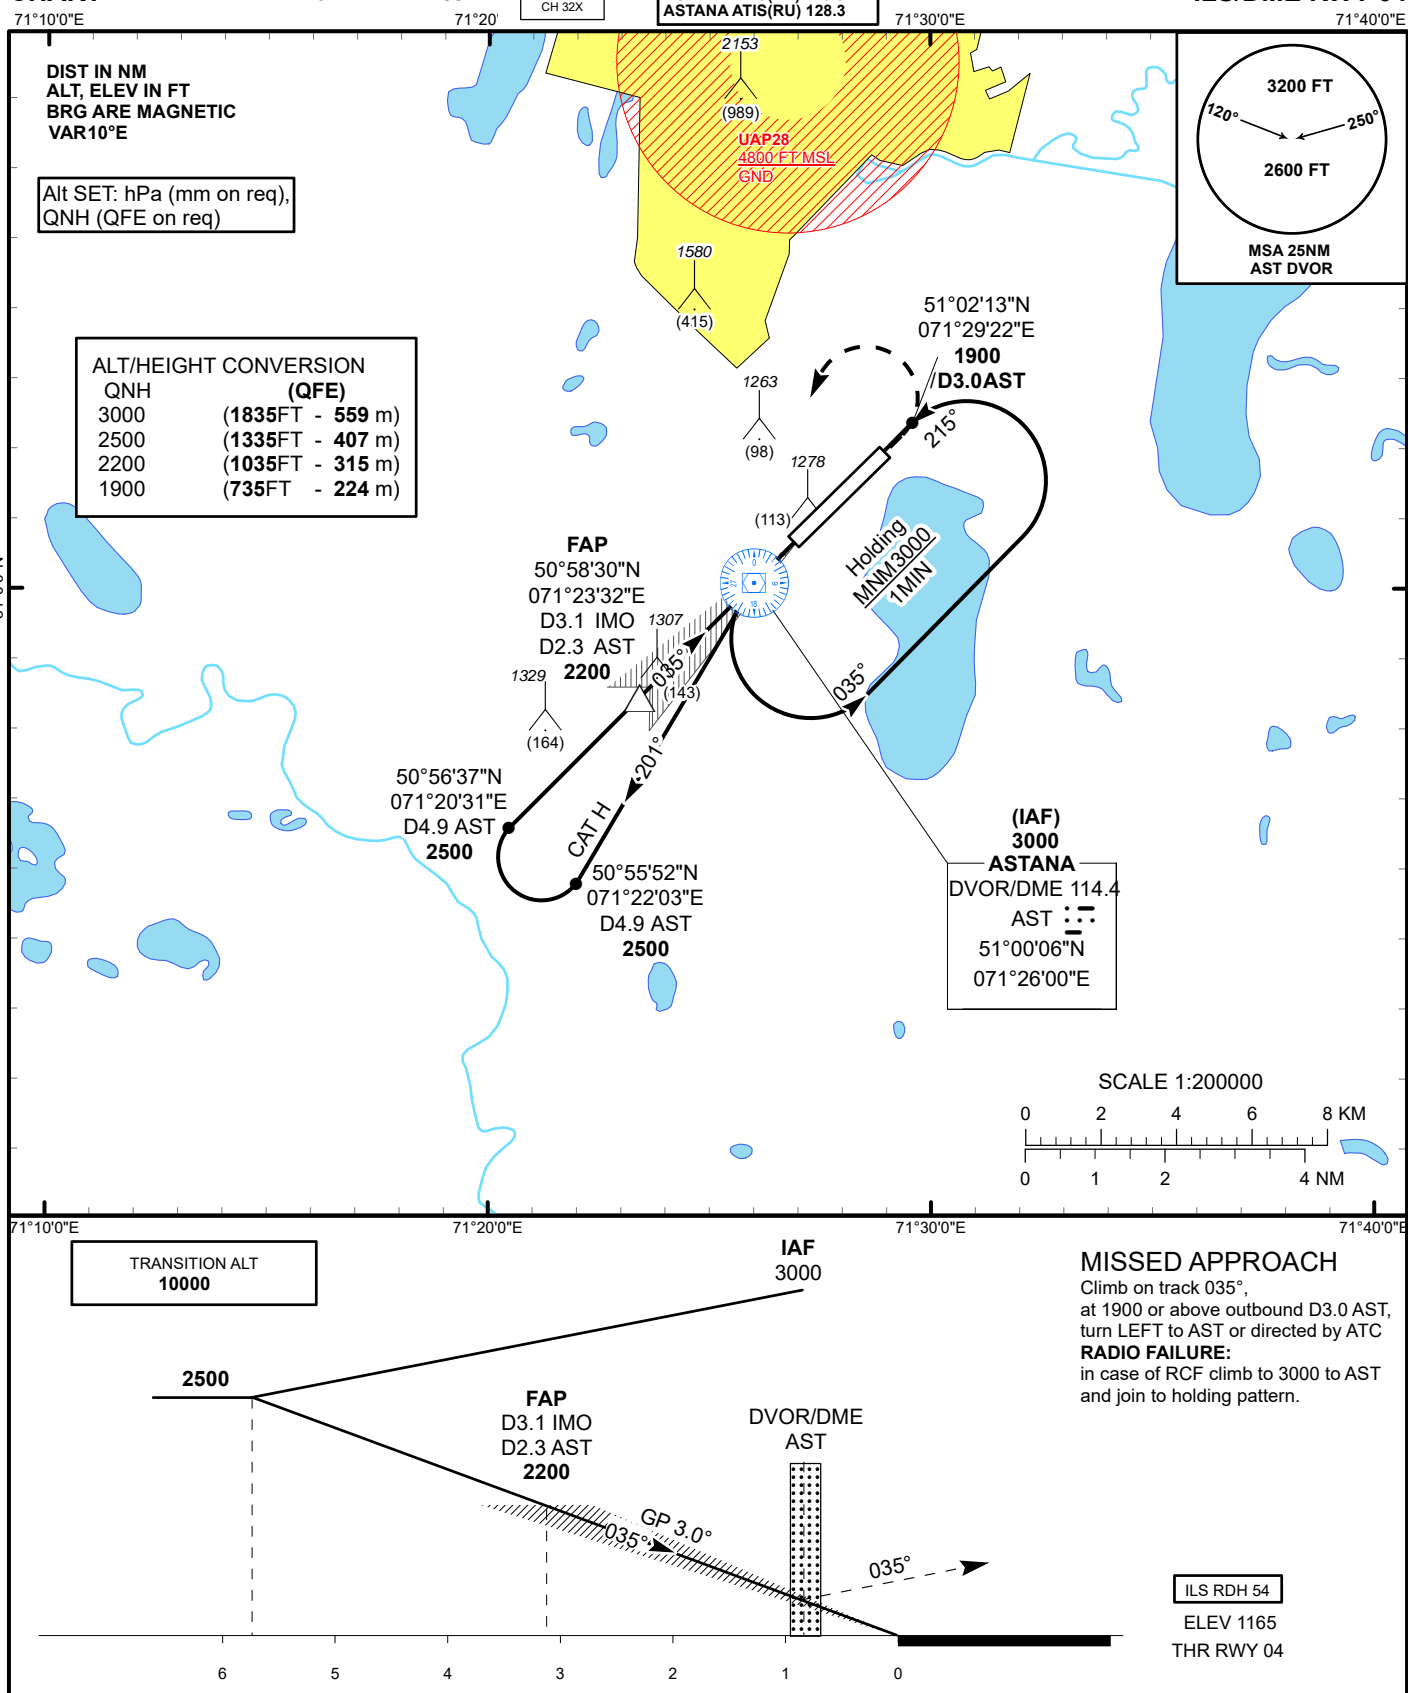 CH 32X
ASTANA ATIS(RU) 128.3
71°10'0"E
71°20'
71°30'0"E
71°40'0"E
DIST IN NM
ALT, ELEV IN FT
BRG ARE MAGNETIC
VAR10°E
Alt SET: hPa (mm on req),
QNH (QFE on req)
2153
(989)
UAP28
4800 FT MSL
GND
3200 FT
120°
250°
2600 FT
MSA 25NM
AST DVOR
1580
(415)
ALT/HEIGHT CONVERSION
QNH (QFE)
3000 (1835FT - 559 m)
2500 (1335FT - 407 m)
2200 (1035FT - 315 m)
1900 (735FT - 224 m)
51°02'13"N
071°29'22"E
1900
/D3.0AST
215°
1263
(98)
1278
(113)
Holding
MNM3000
1MIN
FAP
50°58'30"N
071°23'32"E
D3.1 IMO
D2.3 AST
2200
0
9
18
27
1307
(143)
035°
1329
(164)
035°
201°
CAT H
50°56'37"N
071°20'31"E
D4.9 AST
2500
50°55'52"N
071°22'03"E
D4.9 AST
2500
(IAF)
3000
ASTANA
DVOR/DME 114.4
AST
51°00'06"N
071°26'00"E
SCALE 1:200000
0 2 4 6 8 KM
0 1 2 4 NM
71°10'0"E
71°20'0"E
71°30'0"E
71°40'0"E
TRANSITION ALT
10000
IAF
3000
MISSED APPROACH
Climb on track 035°,
at 1900 or above outbound D3.0 AST,
turn LEFT to AST or directed by ATC
RADIO FAILURE:
in case of RCF climb to 3000 to AST
and join to holding pattern.
2500
FAP
D3.1 IMO
D2.3 AST
2200
DVOR/DME
AST
GP 3.0°
035°
035°
ILS RDH 54
ELEV 1165
THR RWY 04
6 5 4 3 2 1 0